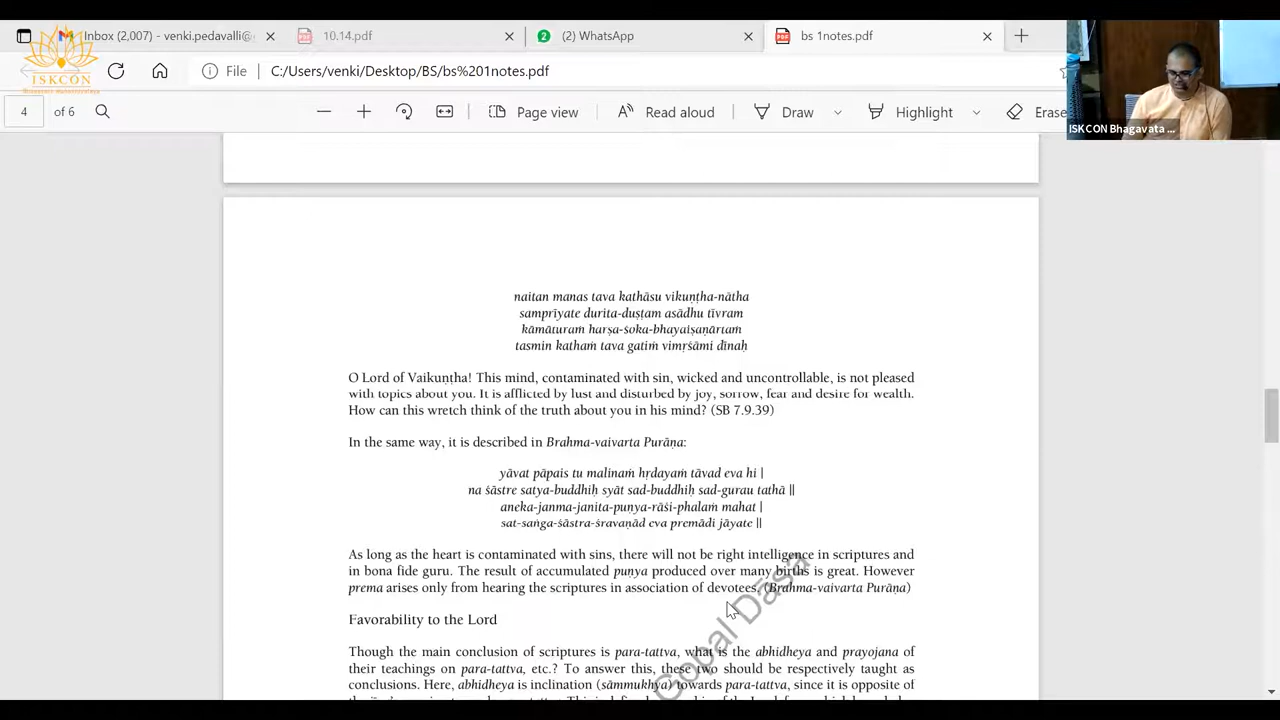 Inbox (2,007) - venki.pedavalli@g
10.14.pdf
2 (2) WhatsApp
bs 1notes.pdf
ISKCON
File C:/Users/venki/Desktop/BS/bs%201notes.pdf
4 of 6
Page view
Read aloud
Draw
Highlight
Erase
ISKCON Bhagavata ...
naitan manas tava kathāsu vikuṇṭha-nātha
samprīyate durita-duṣṭam asādhu tīvram
kāmāturaṁ harṣa-śoka-bhayaiṣaṇārtaṁ
tasmin kathaṁ tava gatiṁ vimṛśāmi dīnaḥ
O Lord of Vaikuṇṭha! This mind, contaminated with sin, wicked and uncontrollable, is not pleased
with topics about you. It is afflicted by lust and disturbed by joy, sorrow, fear and desire for wealth.
How can this wretch think of the truth about you in his mind? (SB 7.9.39)
In the same way, it is described in Brahma-vaivarta Purāṇa:
yāvat pāpais tu malinaṁ hṛdayaṁ tāvad eva hi |
na śāstre satya-buddhiḥ syāt sad-buddhiḥ sad-gurau tathā ||
aneka-janma-janita-puṇya-rāśi-phalaṁ mahat |
sat-saṅga-śāstra-śravaṇād eva premādi jāyate ||
As long as the heart is contaminated with sins, there will not be right intelligence in scriptures and
in bona fide guru. The result of accumulated puṇya produced over many births is great. However
prema arises only from hearing the scriptures in association of devotees. (Brahma-vaivarta Purāṇa)
Gopal Dāsa
Favorability to the Lord
Though the main conclusion of scriptures is para-tattva, what is the abhidheya and prayojana of
their teachings on para-tattva, etc.? To answer this, these two should be respectively taught as
conclusions. Here, abhidheya is inclination (sāmmukhya) towards para-tattva, since it is opposite of